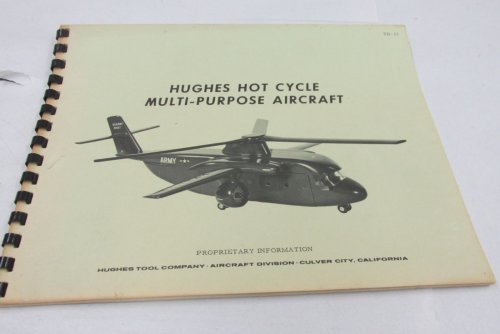 HUGHES HOT CYCLE
MULTI-PURPOSE AIRCRAFT
ARMY
PROPRIETARY INFORMATION
HUGHES TOOL COMPANY · AIRCRAFT DIVISION · CULVER CITY, CALIFORNIA